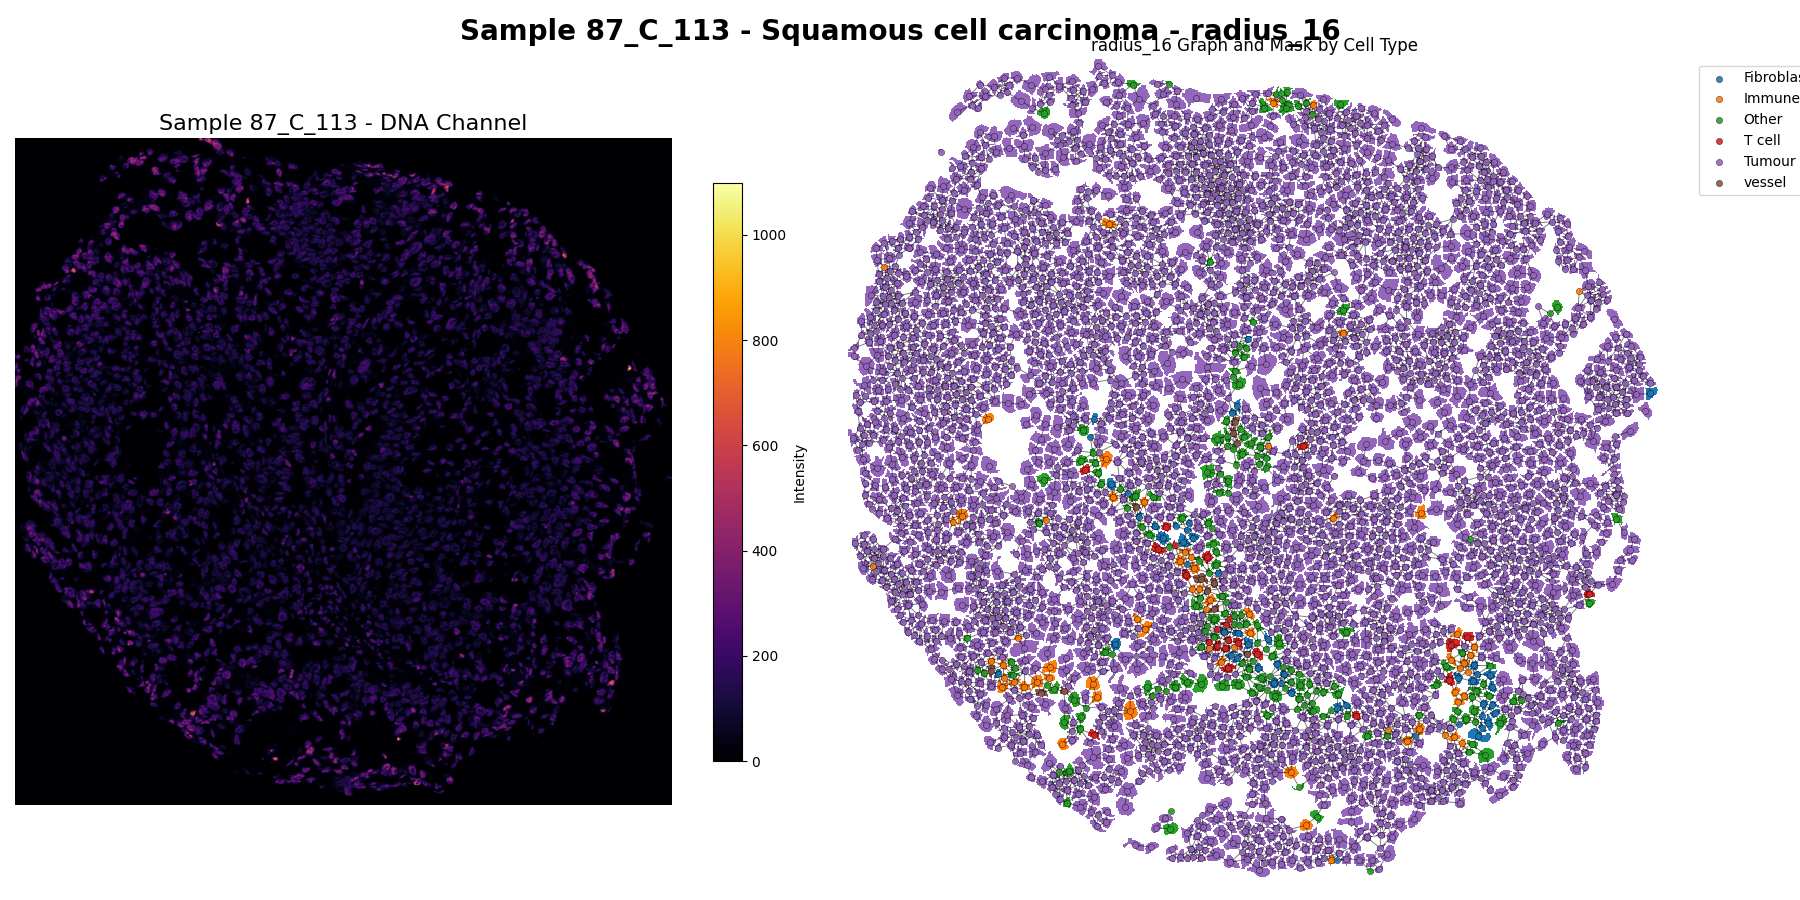 Sample 87_C_113 - Squamous cell carcinoma - radius_16
radius_16 Graph and Mask by Cell Type
Sample 87_C_113 - DNA Channel
1000
800
600
400
200
0
Intensity
Fibroblas
Immune
Other
T cell
Tumour
vessel